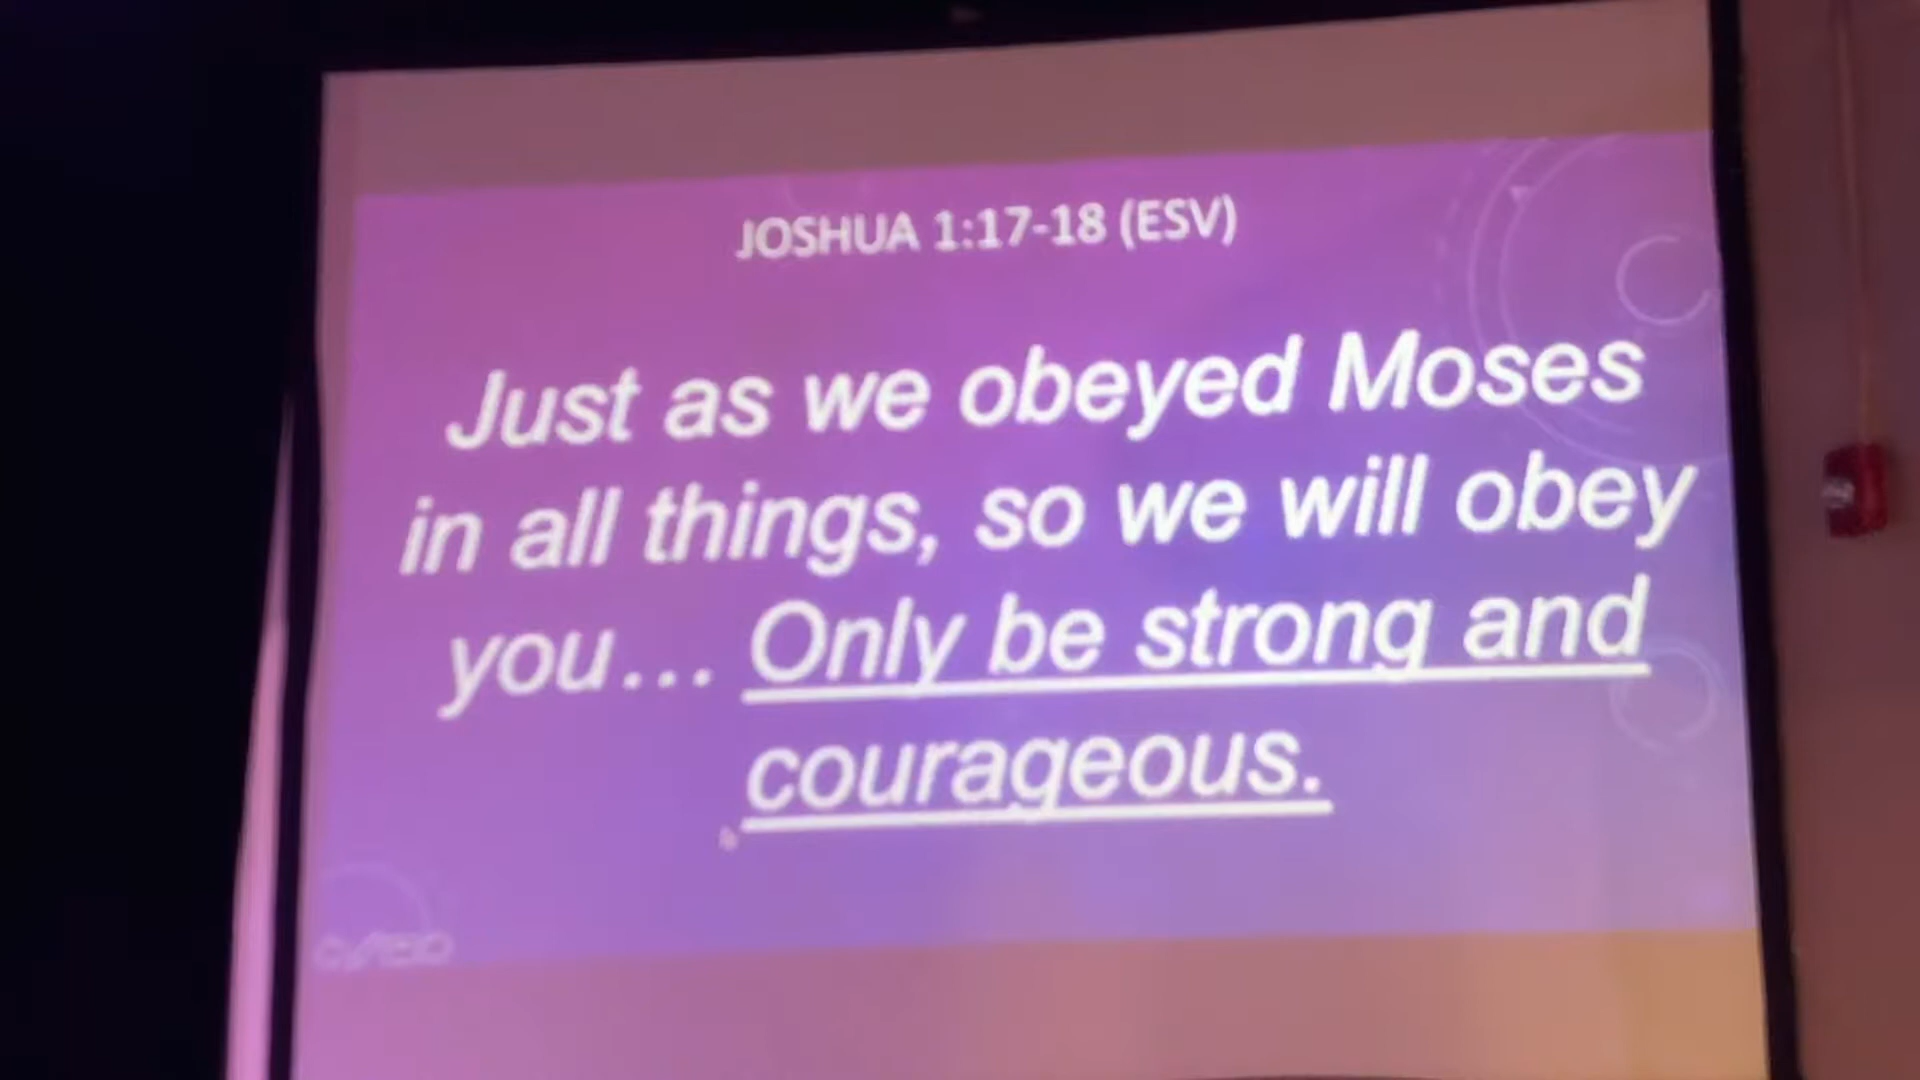 JOSHUA 1:17-18 (ESV)
Just as we obeyed Moses
in all things, so we will obey
you... Only be strong and
courageous.